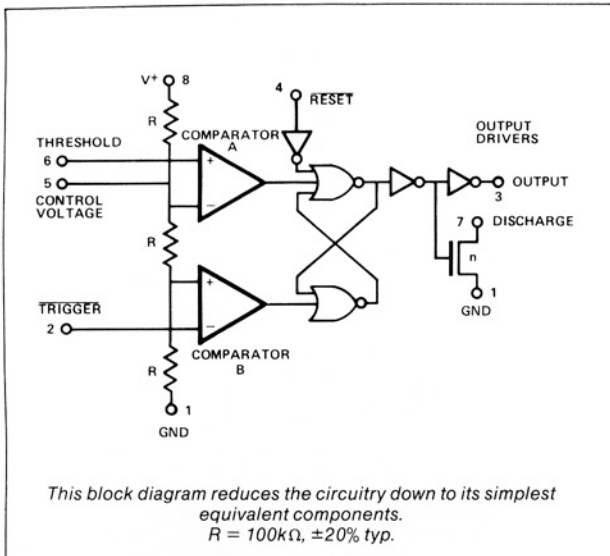 V+ 8
4
RESET
R
COMPARATOR
A
OUTPUT
DRIVERS
THRESHOLD
6
+
5
CONTROL
VOLTAGE
−
OUTPUT
3
R
7 DISCHARGE
n
+
TRIGGER
2
−
1
GND
R
COMPARATOR
B
1
GND
This block diagram reduces the circuitry down to its simplest
equivalent components.
R = 100kΩ, ±20% typ.